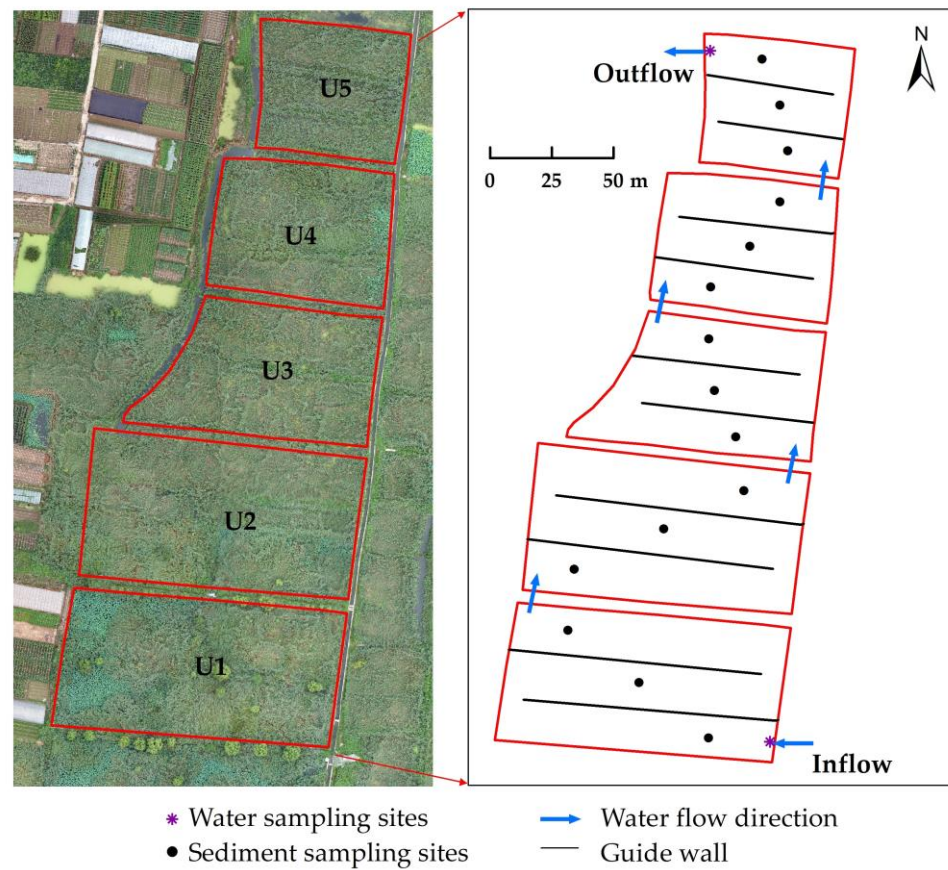 U5
U4
U3
U2
U1
Outflow
N
0 25 50 m
Inflow
Water sampling sites
Water flow direction
Sediment sampling sites
Guide wall